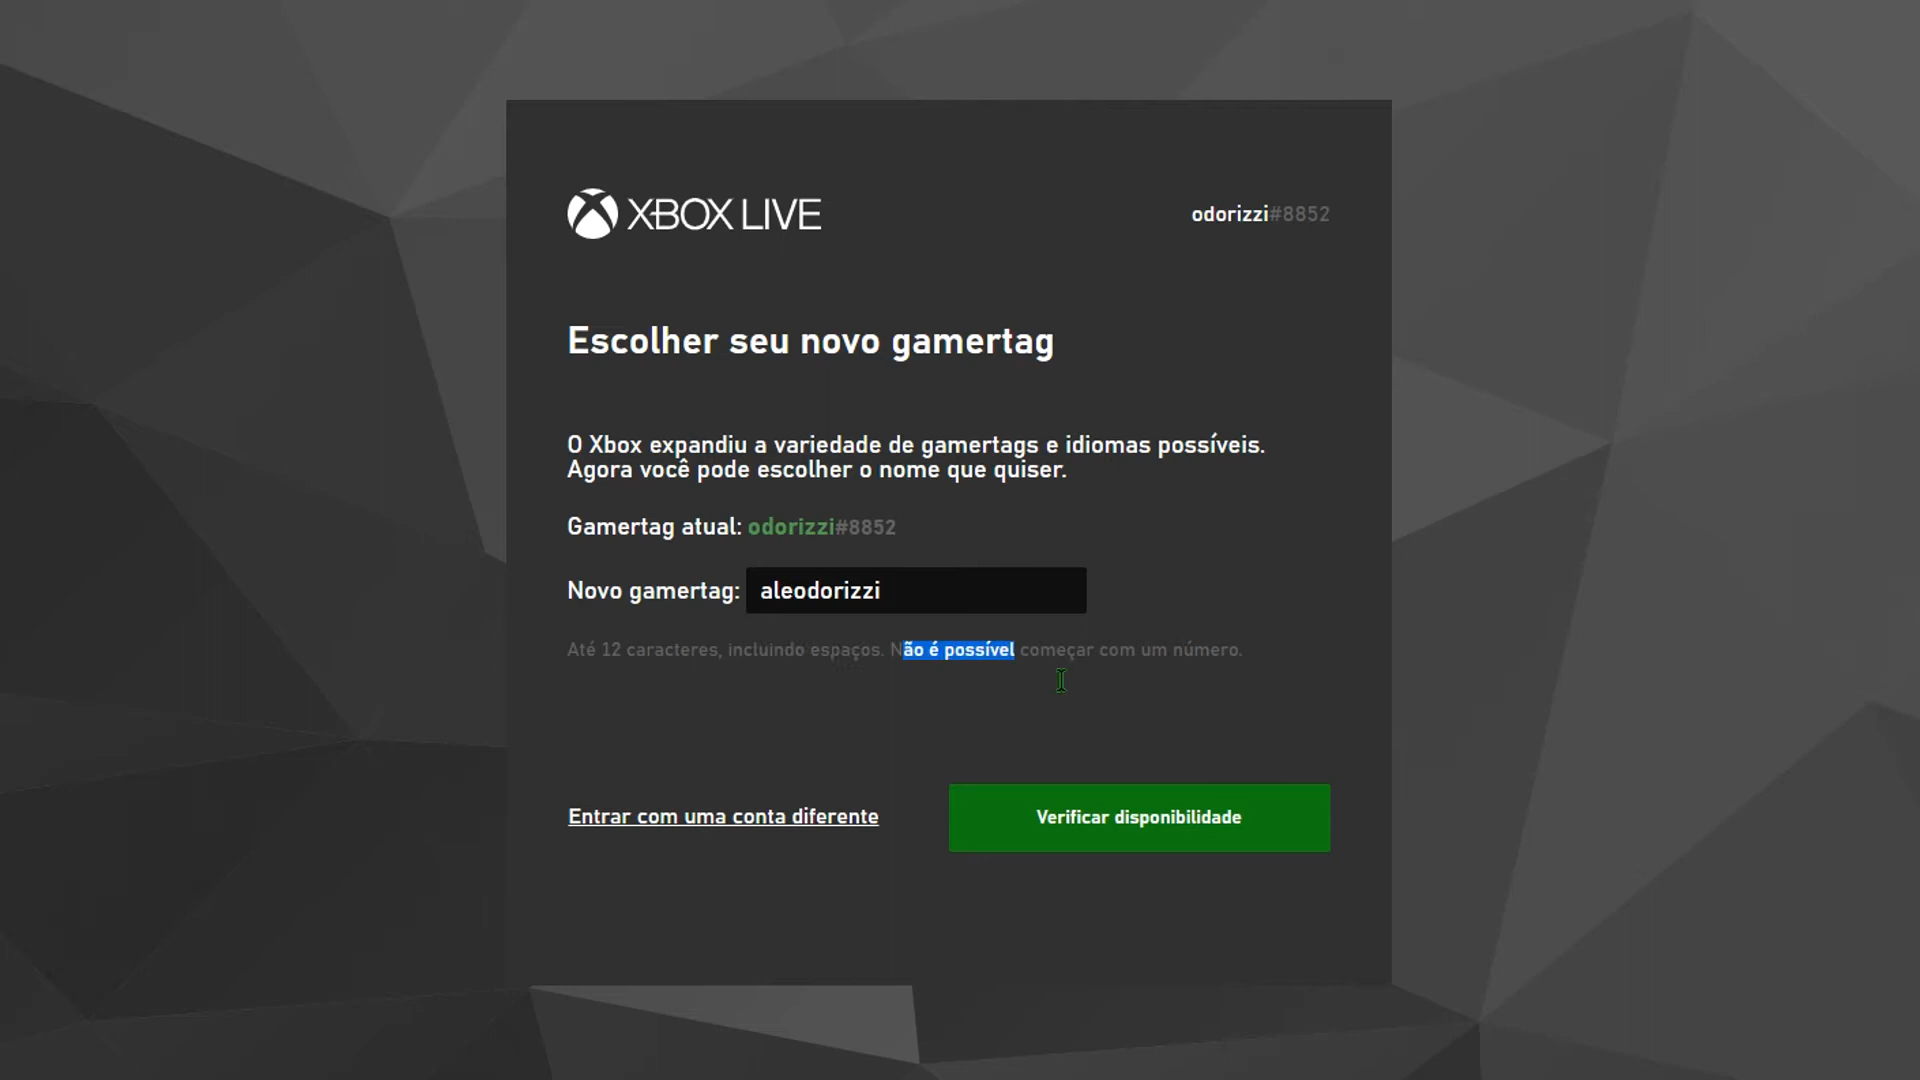 XBOX LIVE
odorizzi#8852
Escolher seu novo gamertag
O Xbox expandiu a variedade de gamertags e idiomas possíveis.
Agora você pode escolher o nome que quiser.
Gamertag atual: odorizzi#8852
Novo gamertag: aleodorizzi
Até 12 caracteres, incluindo espaços. Não é possível começar com um número.
Entrar com uma conta diferente
Verificar disponibilidade